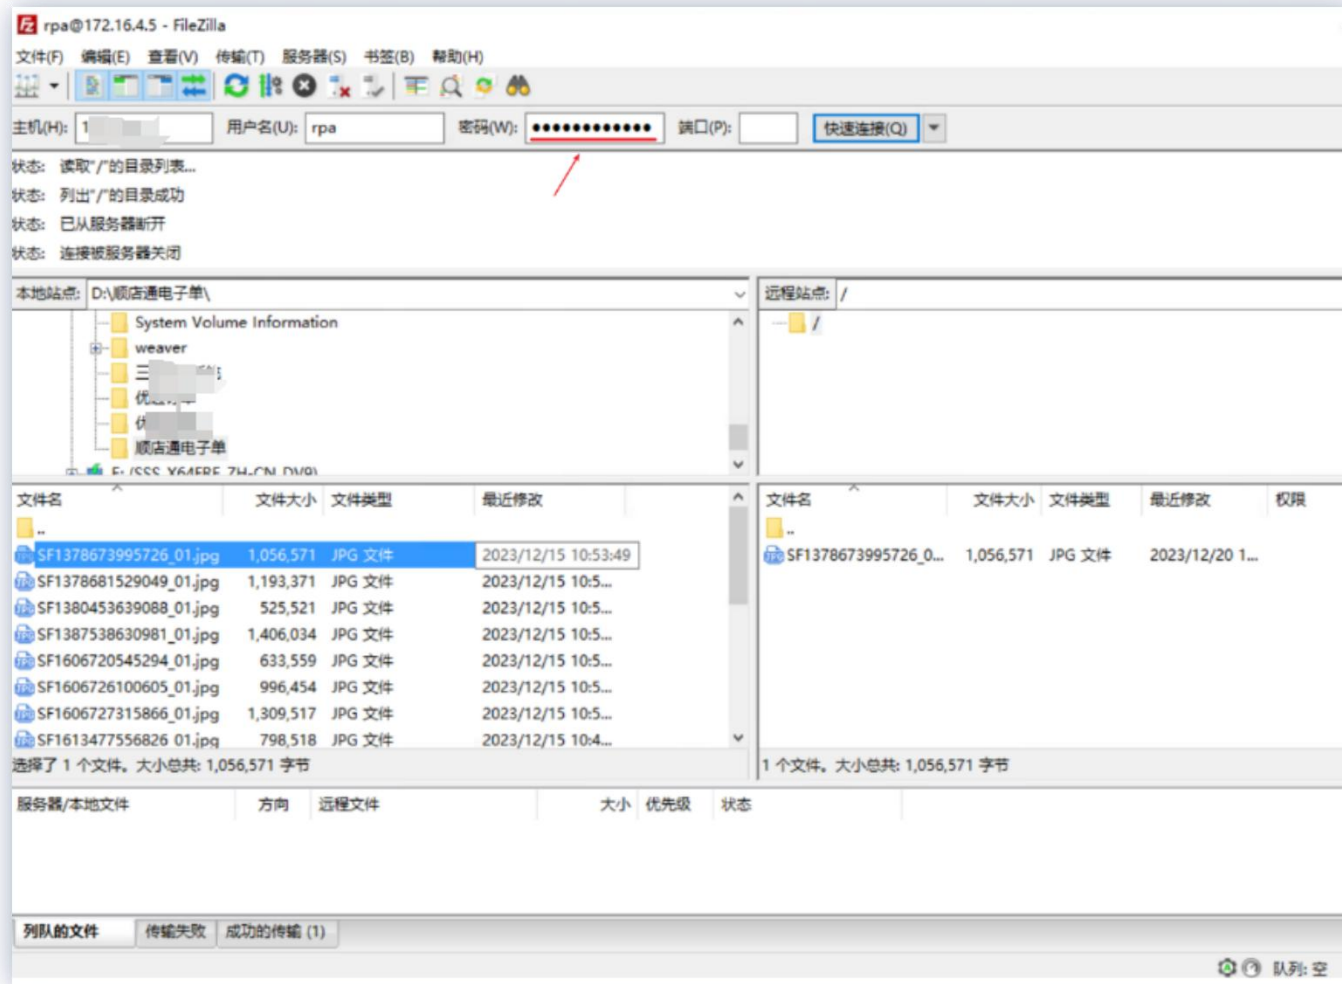 rpa@172.16.4.5 - FileZilla
文件(F) 编辑(E) 查看(V) 传输(T) 服务器(S) 书签(B) 帮助(H)
主机(H): 1 用户名(U): rpa 密码(W): ●●●●●●●●●●●● 端口(P): 快速连接(Q)
状态: 读取"/"的目录列表...
状态: 列出"/"的目录成功
状态: 已从服务器断开
状态: 连接被服务器关闭
本地站点: D:\顺店通电子单\ 远程站点: /
System Volume Information /
weaver
三
优
优
顺店通电子单
F: (SSS_X64FRE_ZH-CN_DV9)
文件名 文件大小 文件类型 最近修改 文件名 文件大小 文件类型 最近修改 权限
.. ..
SF1378673995726_01.jpg 1,056,571 JPG 文件 2023/12/15 10:53:49 SF1378673995726_0... 1,056,571 JPG 文件 2023/12/20 1...
SF1378681529049_01.jpg 1,193,371 JPG 文件 2023/12/15 10:5...
SF1380453639088_01.jpg 525,521 JPG 文件 2023/12/15 10:5...
SF1387538630981_01.jpg 1,406,034 JPG 文件 2023/12/15 10:5...
SF1606720545294_01.jpg 633,559 JPG 文件 2023/12/15 10:5...
SF1606726100605_01.jpg 996,454 JPG 文件 2023/12/15 10:5...
SF1606727315866_01.jpg 1,309,517 JPG 文件 2023/12/15 10:5...
SF1613477556826_01.jpg 798,518 JPG 文件 2023/12/15 10:4...
选择了 1 个文件。大小总共: 1,056,571 字节 1 个文件。大小总共: 1,056,571 字节
服务器/本地文件 方向 远程文件 大小 优先级 状态
列队的文件 传输失败 成功的传输 (1)
队列: 空